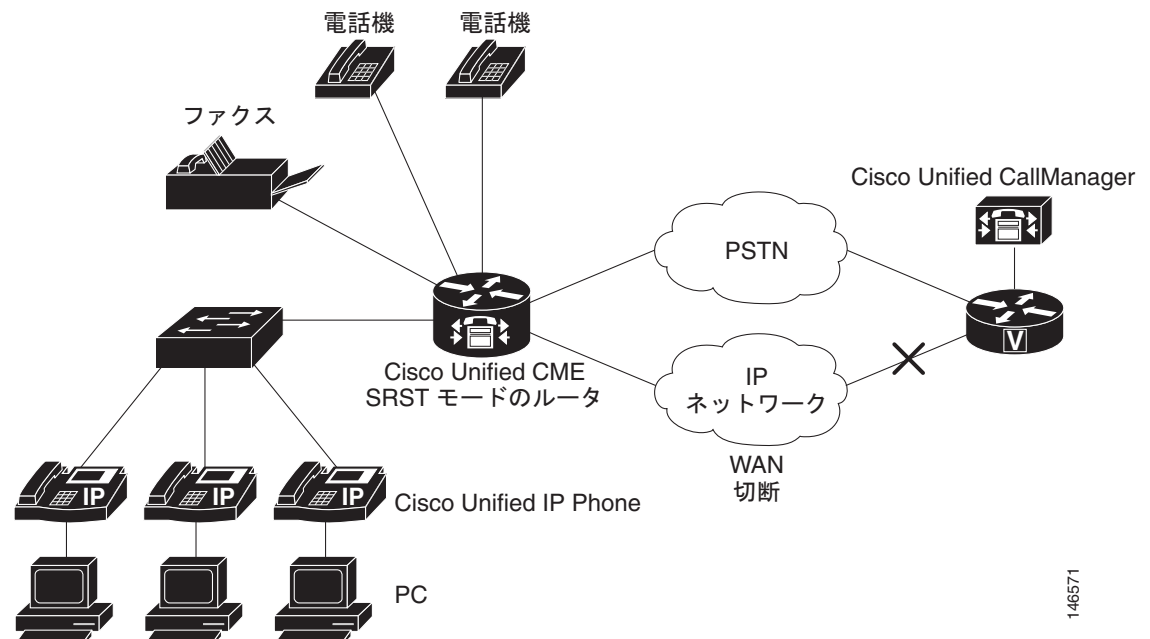 電話機
電話機
ファクス
Cisco Unified CallManager
PSTN
V
Cisco Unified CME
SRST モードのルータ
IP
ネットワーク
WAN
切断
IP
IP
IP
Cisco Unified IP Phone
PC
146571